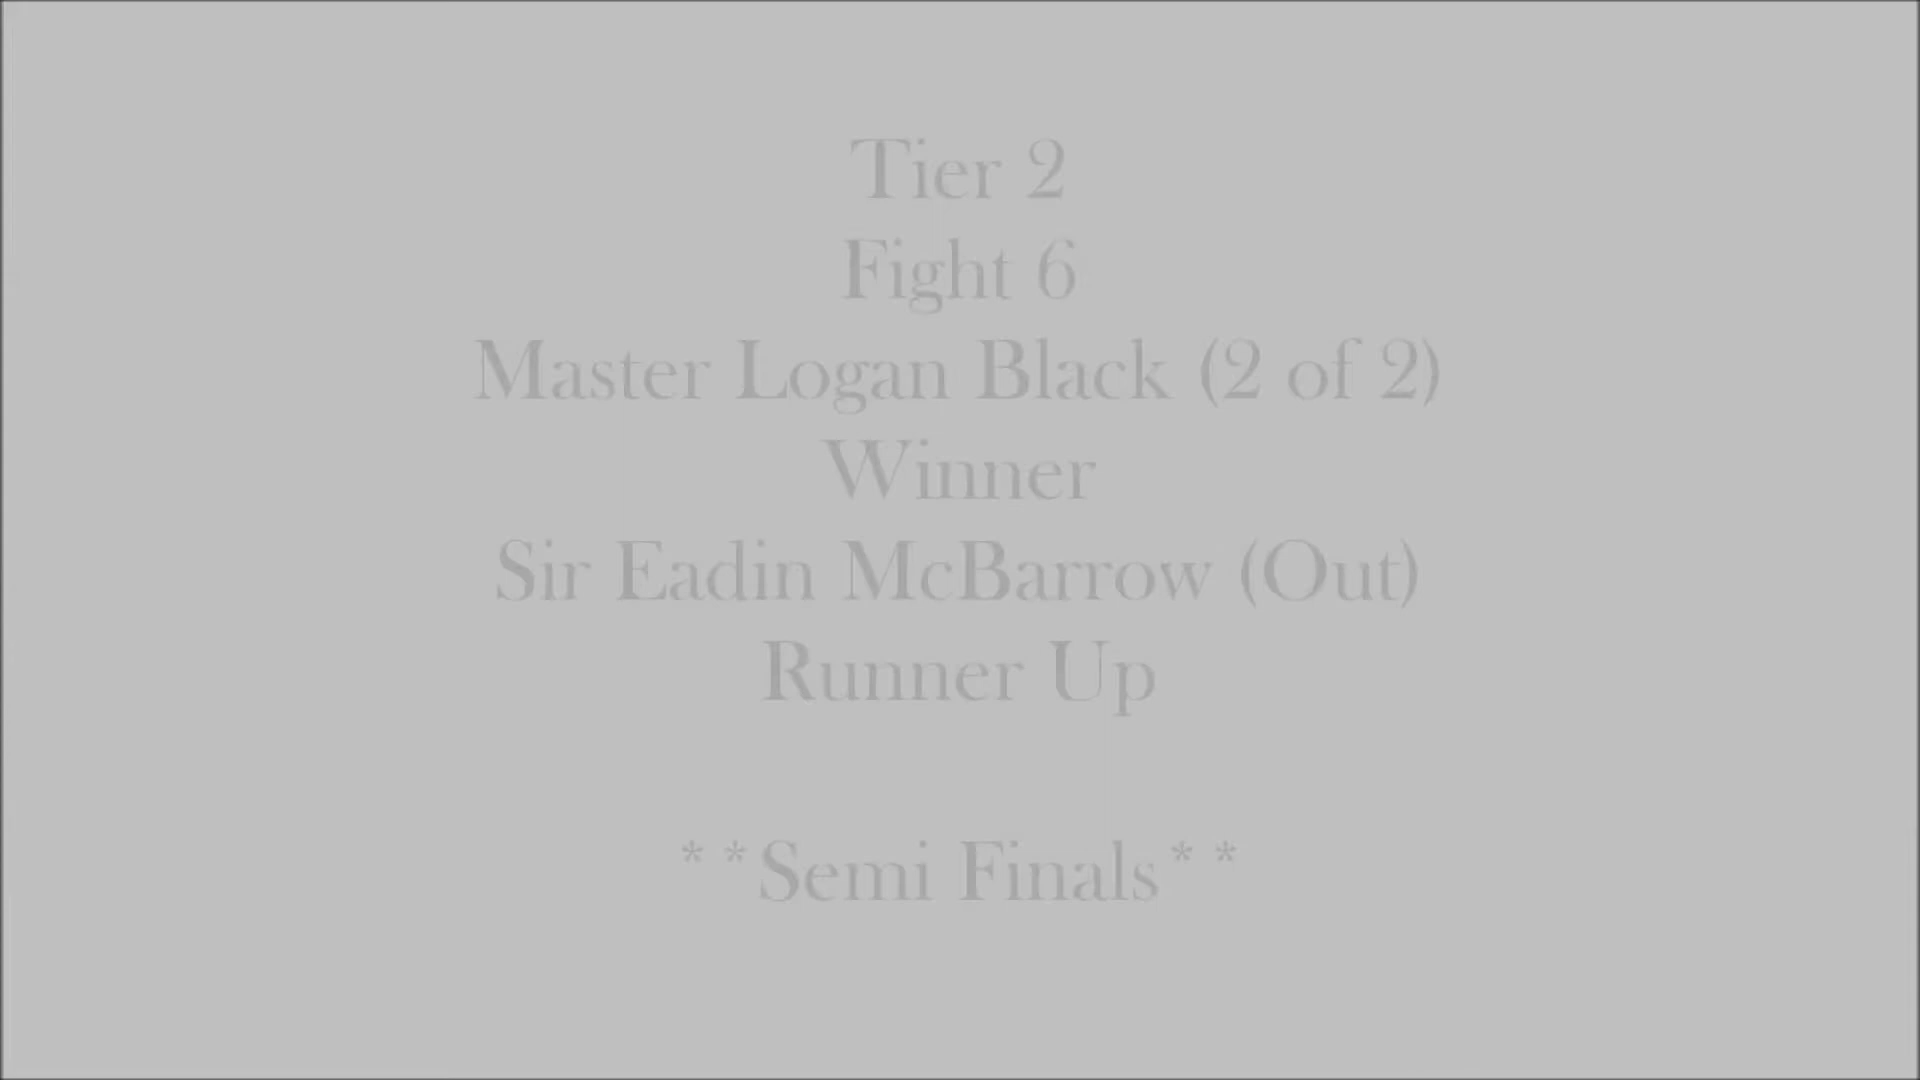 Tier 2
Fight 6
Master Logan Black (2 of 2)
Winner
Sir Eadin McBarrow (Out)
Runner Up
**Semi Finals**